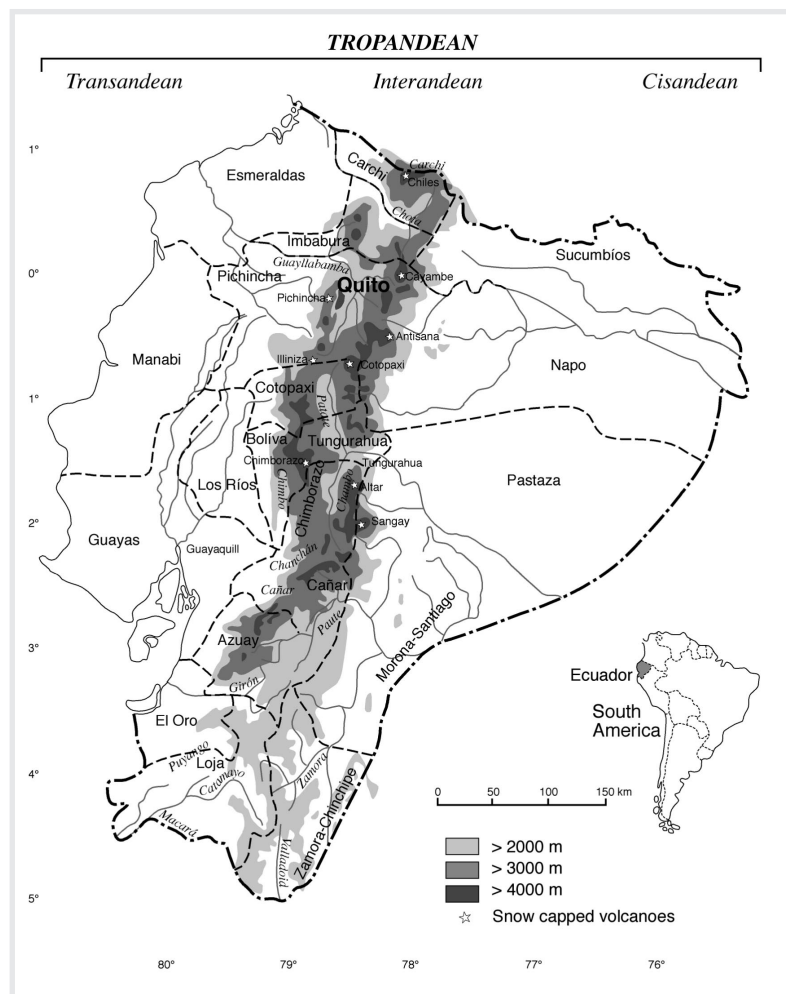 TROPANDEAN
Transandean Interandean Cisandean
1°
Carchi
Carchi
Chiles
Esmeraldas
Chota
Imbabura
Sucumbíos
Guayllabamba
0°
Pichincha
Cayambe
Quito
Pichincha
Antisana
Illiniza
Cotopaxi
Manabi
Napo
Cotopaxi
1°
Patate
Bolíva
Tungurahua
Chimborazo
Tungurahua
Los Ríos
Chimbo
Chimborazo
Chambo
Altar
Pastaza
2°
Sangay
Guayas
Guayaquill
Chanchán
Cañar
Cañar
Paute
Azuay
Morona-Santiago
3°
Girón
Ecuador
South
America
El Oro
Puyango
Loja
4°
Catomayo
Zamora
Macará
Zamora-Chinchipe
Valladoid
0 50 100 150 km
> 2000 m
> 3000 m
> 4000 m
5°
Snow capped volcanoes
80° 79° 78° 77° 76°